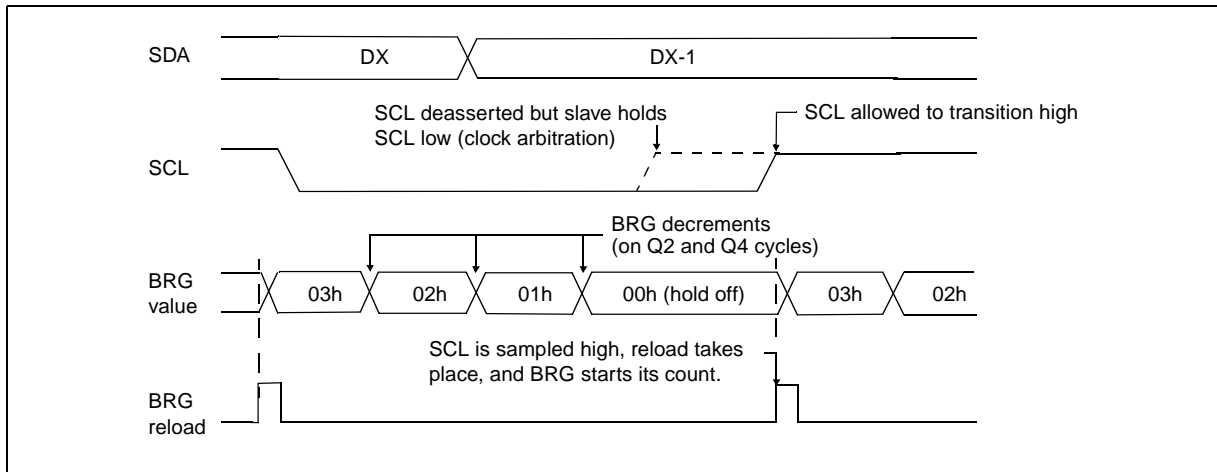 SDA
DX
DX-1
SCL deasserted but slave holds
SCL low (clock arbitration)
SCL allowed to transition high
SCL
BRG decrements
(on Q2 and Q4 cycles)
BRG
value
03h
02h
01h
00h (hold off)
03h
02h
SCL is sampled high, reload takes
place, and BRG starts its count.
BRG
reload